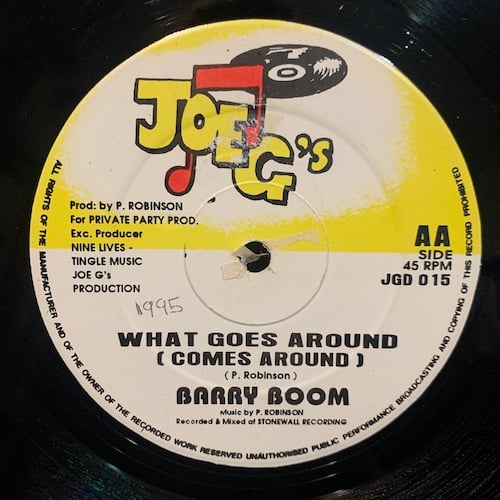 JOE G's
Prod: by P. ROBINSON
For PRIVATE PARTY PROD.
Exc. Producer
NINE LIVES -
TINGLE MUSIC
JOE G's
PRODUCTION
AA
SIDE
45 RPM
JGD 015
1995
WHAT GOES AROUND
( COMES AROUND )
( P. Robinson )
BARRY BOOM
Music by P. ROBINSON
Recorded & Mixed at STONEWALL RECORDING
ALL RIGHTS OF THE MANUFACTURER AND OF THE OWNER OF THE RECORDED WORK RESERVED UNAUTHORISED PUBLIC PERFORMANCE BROADCASTING AND COPYING OF THIS RECORD PROHIBITED